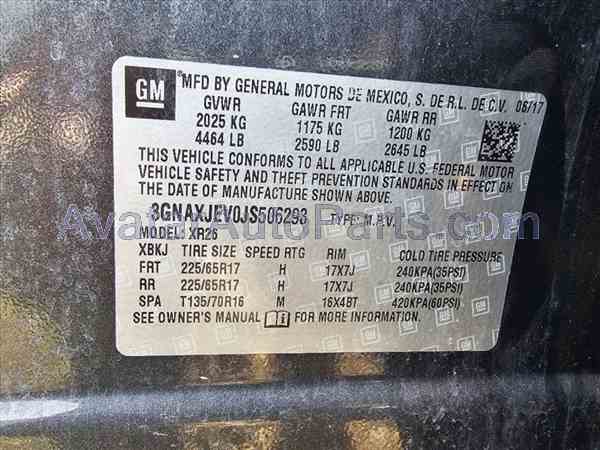 GM
MFD BY GENERAL MOTORS DE MEXICO, S. DE R.L. DE C.V. 06/17
GVWR GAWR FRT GAWR RR
2025 KG 1175 KG 1200 KG
4464 LB 2590 LB 2645 LB
THIS VEHICLE CONFORMS TO ALL APPLICABLE U.S. FEDERAL MOTOR
VEHICLE SAFETY AND THEFT PREVENTION STANDARDS IN EFFECT ON
THE DATE OF MANUFACTURE SHOWN ABOVE.
3GNAXJEV0JS506293 TYPE: M.P.V.
MODEL: XR26
XBKJ TIRE SIZE SPEED RTG RIM COLD TIRE PRESSURE
FRT 225/65R17 H 17X7J 240KPA(35PSI)
RR 225/65R17 H 17X7J 240KPA(35PSI)
SPA T135/70R16 M 16X4BT 420KPA(60PSI)
SEE OWNER'S MANUAL FOR MORE INFORMATION.